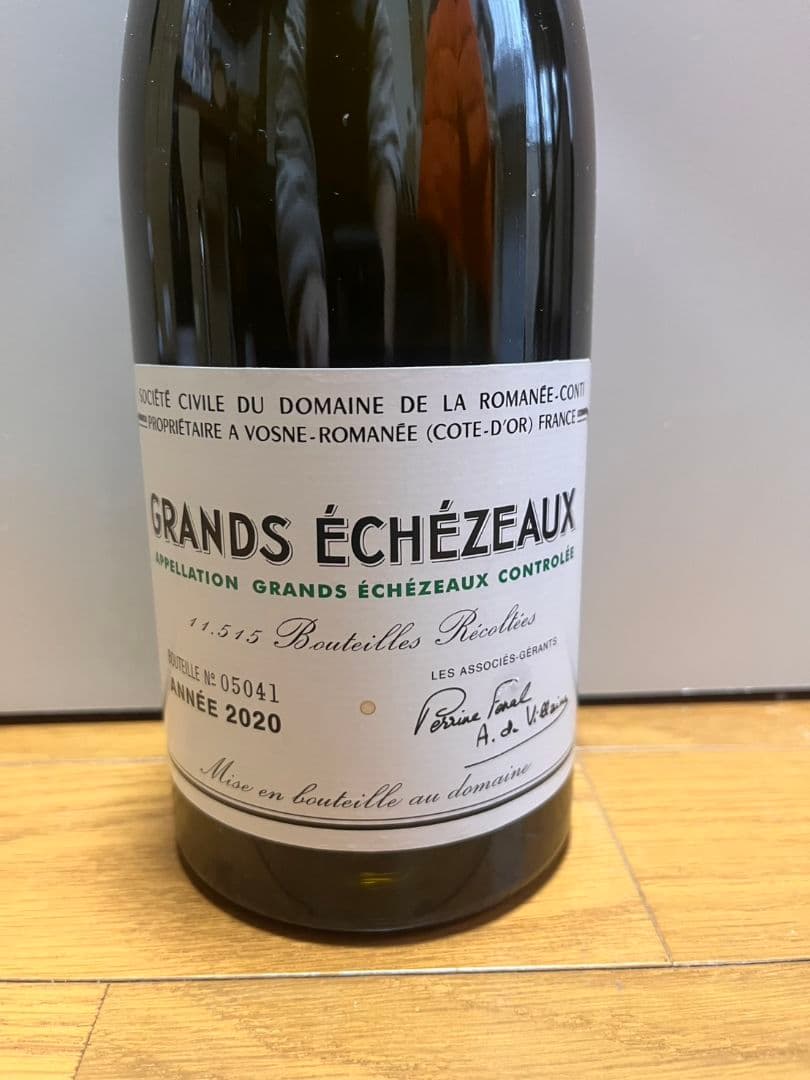 SOCIÉTÉ CIVILE DU DOMAINE DE LA ROMANÉE-CONTI
PROPRIÉTAIRE A VOSNE-ROMANÉE (COTE-D'OR) FRANCE
GRANDS ÉCHÉZEAUX
APPELLATION GRANDS ÉCHÉZEAUX CONTROLÉE
11.515 Bouteilles Récoltées
BOUTEILLE Nº 05041
ANNÉE 2020
LES ASSOCIÉS-GÉRANTS
Perrine Fenal
A. de Villaine
Mise en bouteille au domaine